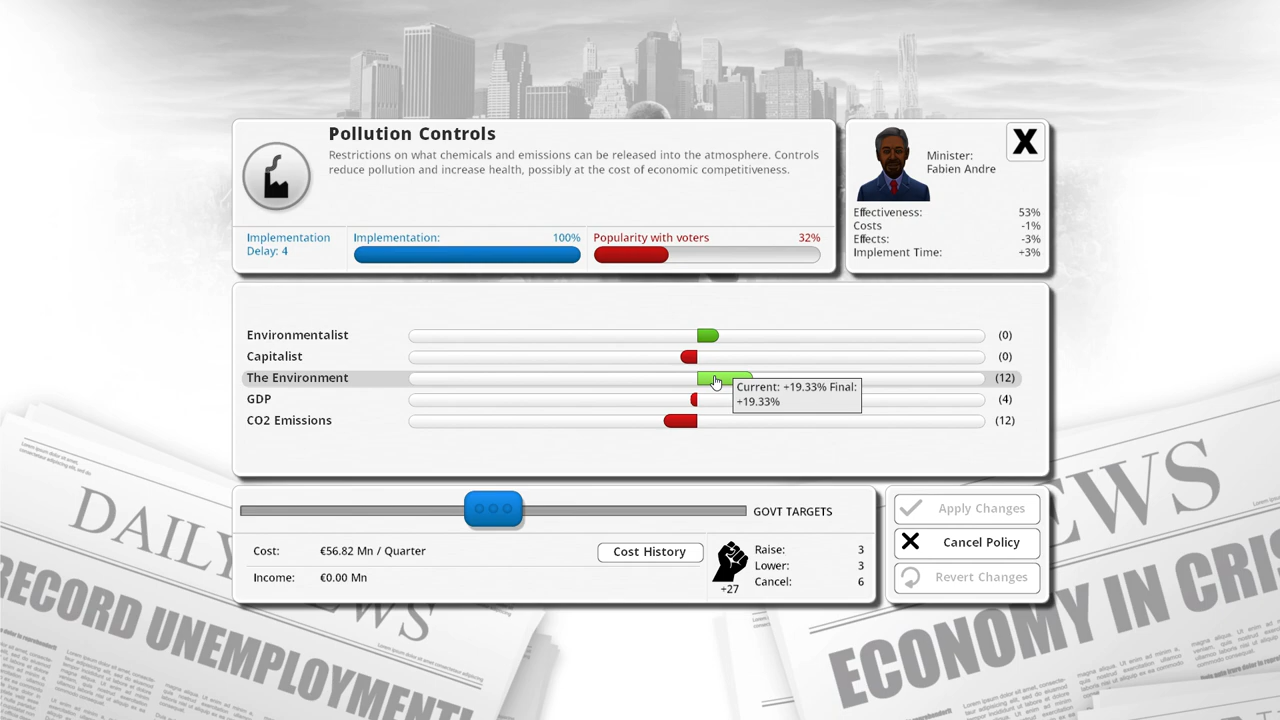 Pollution Controls
Restrictions on what chemicals and emissions can be released into the atmosphere. Controls
reduce pollution and increase health, possibly at the cost of economic competitiveness.
Implementation
Delay: 4
Implementation: 100%
Popularity with voters 32%
X
Minister:
Fabien Andre
Effectiveness: 53%
Costs -1%
Effects: -3%
Implement Time: +3%
Environmentalist (0)
Capitalist (0)
The Environment (12)
GDP (4)
CO2 Emissions (12)
Current: +19.33% Final:
+19.33%
GOVT TARGETS
Cost: €56.82 Mn / Quarter
Income: €0.00 Mn
Cost History
+27
Raise: 3
Lower: 3
Cancel: 6
Apply Changes
Cancel Policy
Revert Changes
DAILY
NEWS
RECORD UNEMPLOYMENT!
NEWS
ECONOMY IN CRIS